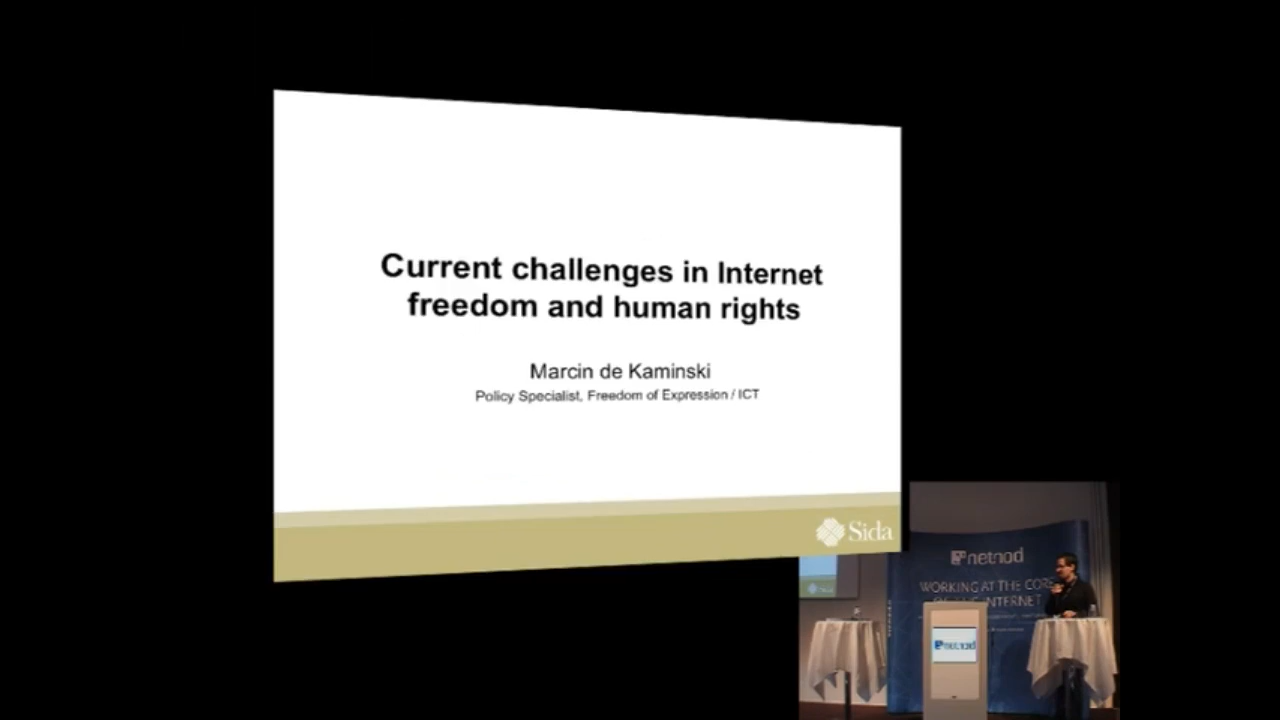 Current challenges in Internet
freedom and human rights
Marcin de Kaminski
Policy Specialist, Freedom of Expression / ICT
Sida
netnod
WORKING AT THE CORE
INTERNET
netnod